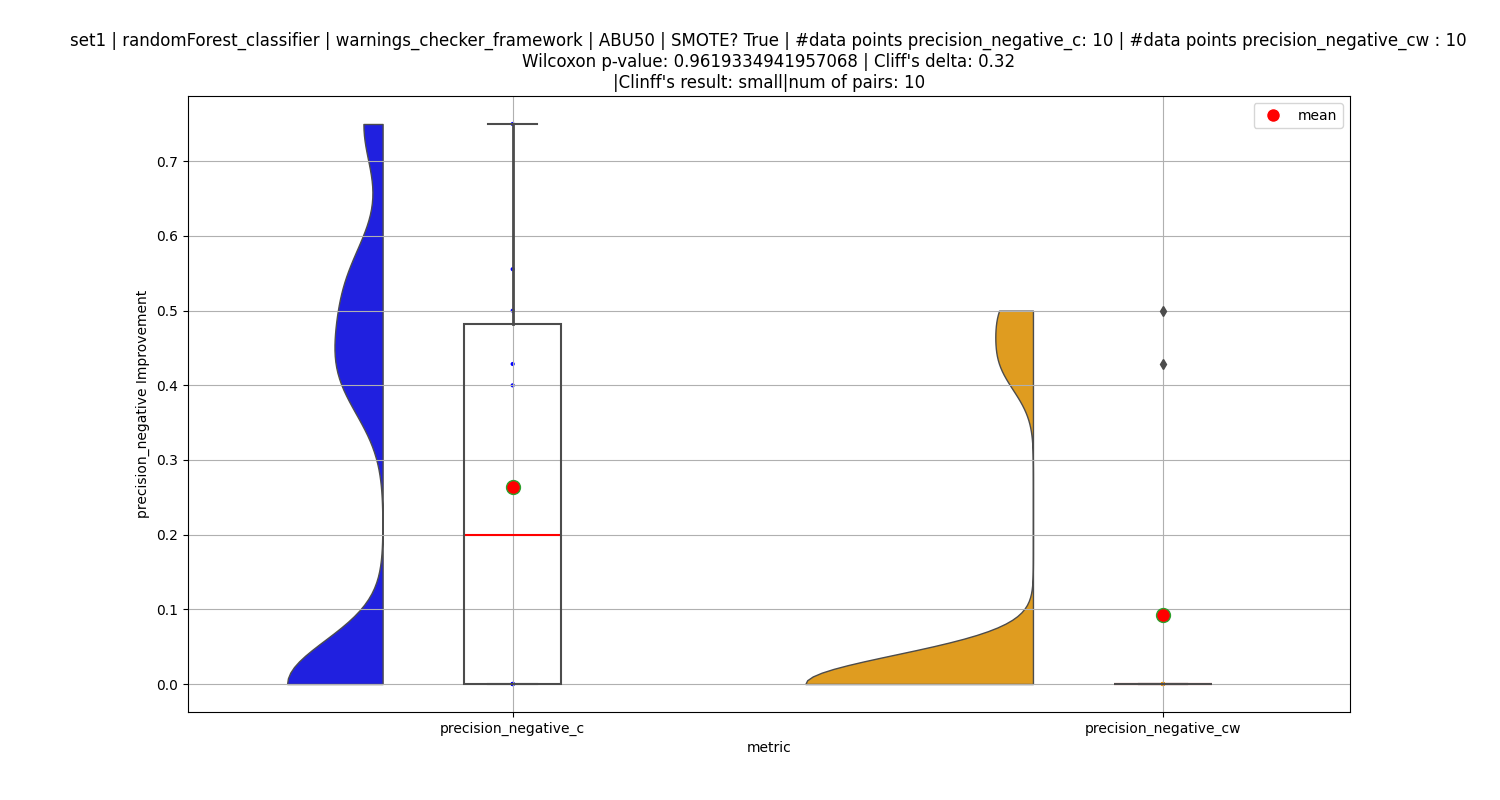 set1 | randomForest_classifier | warnings_checker_framework | ABU50 | SMOTE? True | #data points precision_negative_c: 10 | #data points precision_negative_cw : 10
Wilcoxon p-value: 0.9619334941957068 | Cliff's delta: 0.32
|Clinff's result: small|num of pairs: 10
mean
0.7
0.6
0.5
0.4
0.3
0.2
0.1
0.0
precision_negative Improvement
precision_negative_c
precision_negative_cw
metric